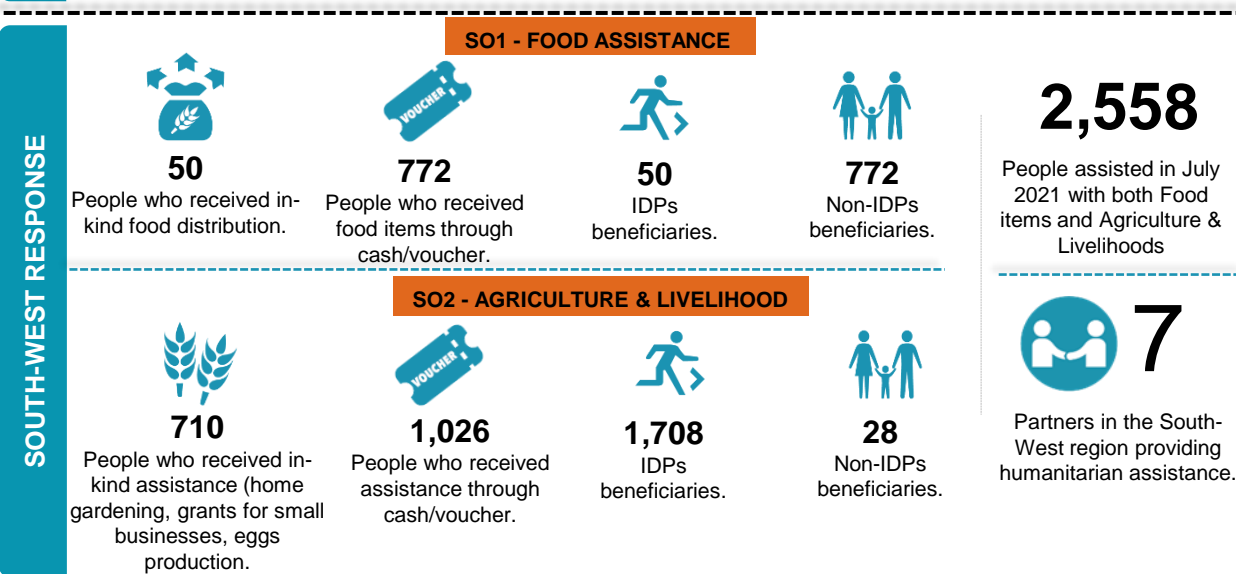 SOUTH-WEST RESPONSE
SO1 - FOOD ASSISTANCE
VOUCHER
50
People who received in-
kind food distribution.
772
People who received
food items through
cash/voucher.
50
IDPs
beneficiaries.
772
Non-IDPs
beneficiaries.
SO2 - AGRICULTURE & LIVELIHOOD
VOUCHER
710
People who received in-
kind assistance (home
gardening, grants for small
businesses, eggs
production.
1,026
People who received
assistance through
cash/voucher.
1,708
IDPs
beneficiaries.
28
Non-IDPs
beneficiaries.
2,558
People assisted in July
2021 with both Food
items and Agriculture &
Livelihoods
7
Partners in the South-
West region providing
humanitarian assistance.